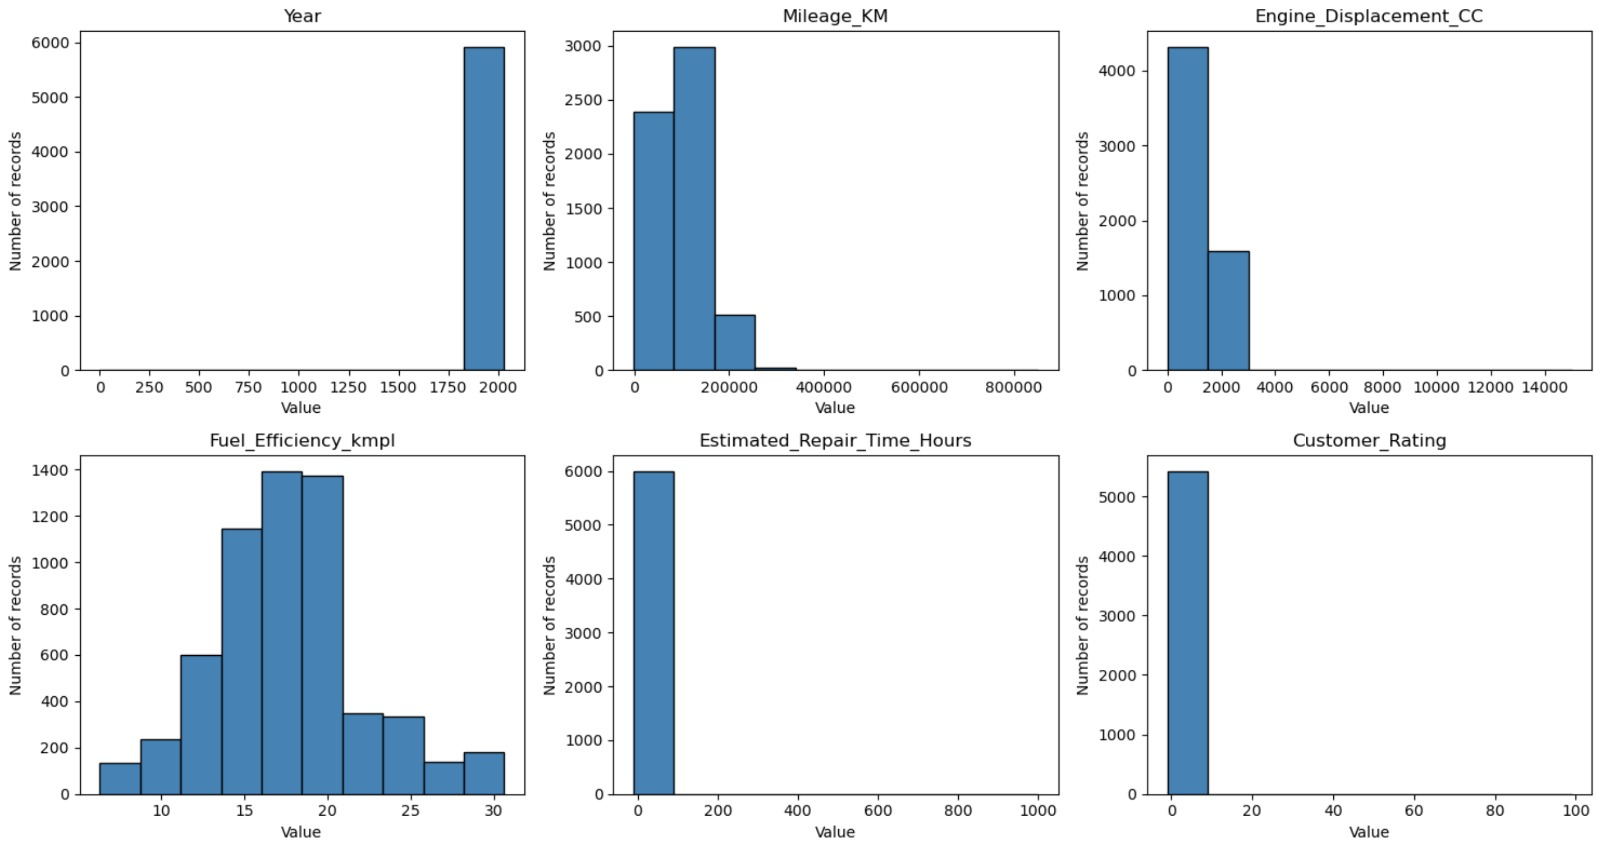 Year
Number of records
6000
5000
4000
3000
2000
1000
0
0 250 500 750 1000 1250 1500 1750 2000
Value
Mileage_KM
Number of records
3000
2500
2000
1500
1000
500
0
0 200000 400000 600000 800000
Value
Engine_Displacement_CC
Number of records
4000
3000
2000
1000
0
0 2000 4000 6000 8000 10000 12000 14000
Value
Fuel_Efficiency_kmpl
Number of records
1400
1200
1000
800
600
400
200
0
10 15 20 25 30
Value
Estimated_Repair_Time_Hours
Number of records
6000
5000
4000
3000
2000
1000
0
0 200 400 600 800 1000
Value
Customer_Rating
Number of records
5000
4000
3000
2000
1000
0
0 20 40 60 80 100
Value